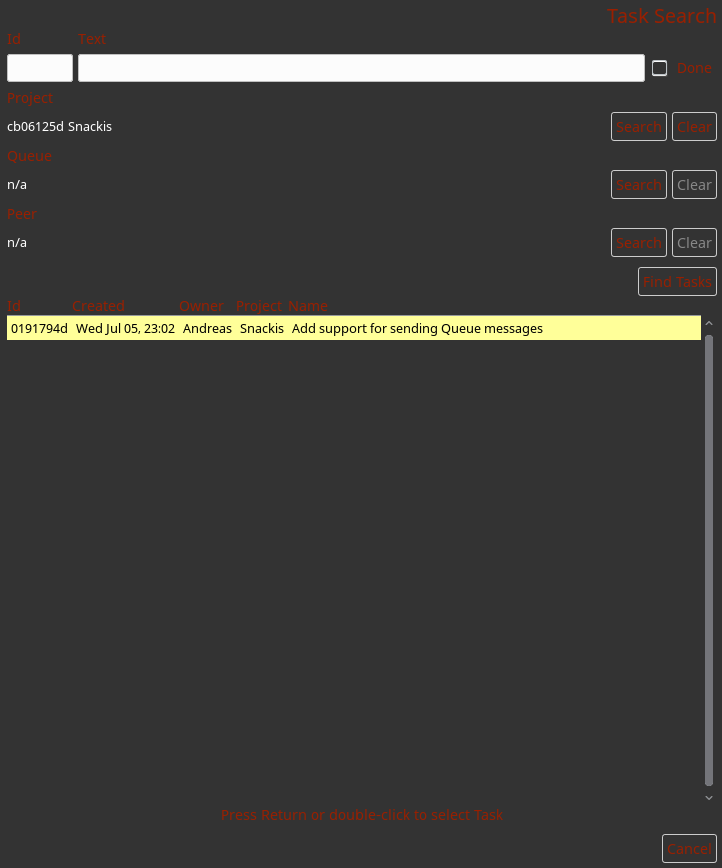 Task Search
Id Text
Done
Project
cb06125d Snackis Search Clear
Queue
n/a Search Clear
Peer
n/a Search Clear
Find Tasks
Id Created Owner Project Name
0191794d Wed Jul 05, 23:02 Andreas Snackis Add support for sending Queue messages
Press Return or double-click to select Task
Cancel